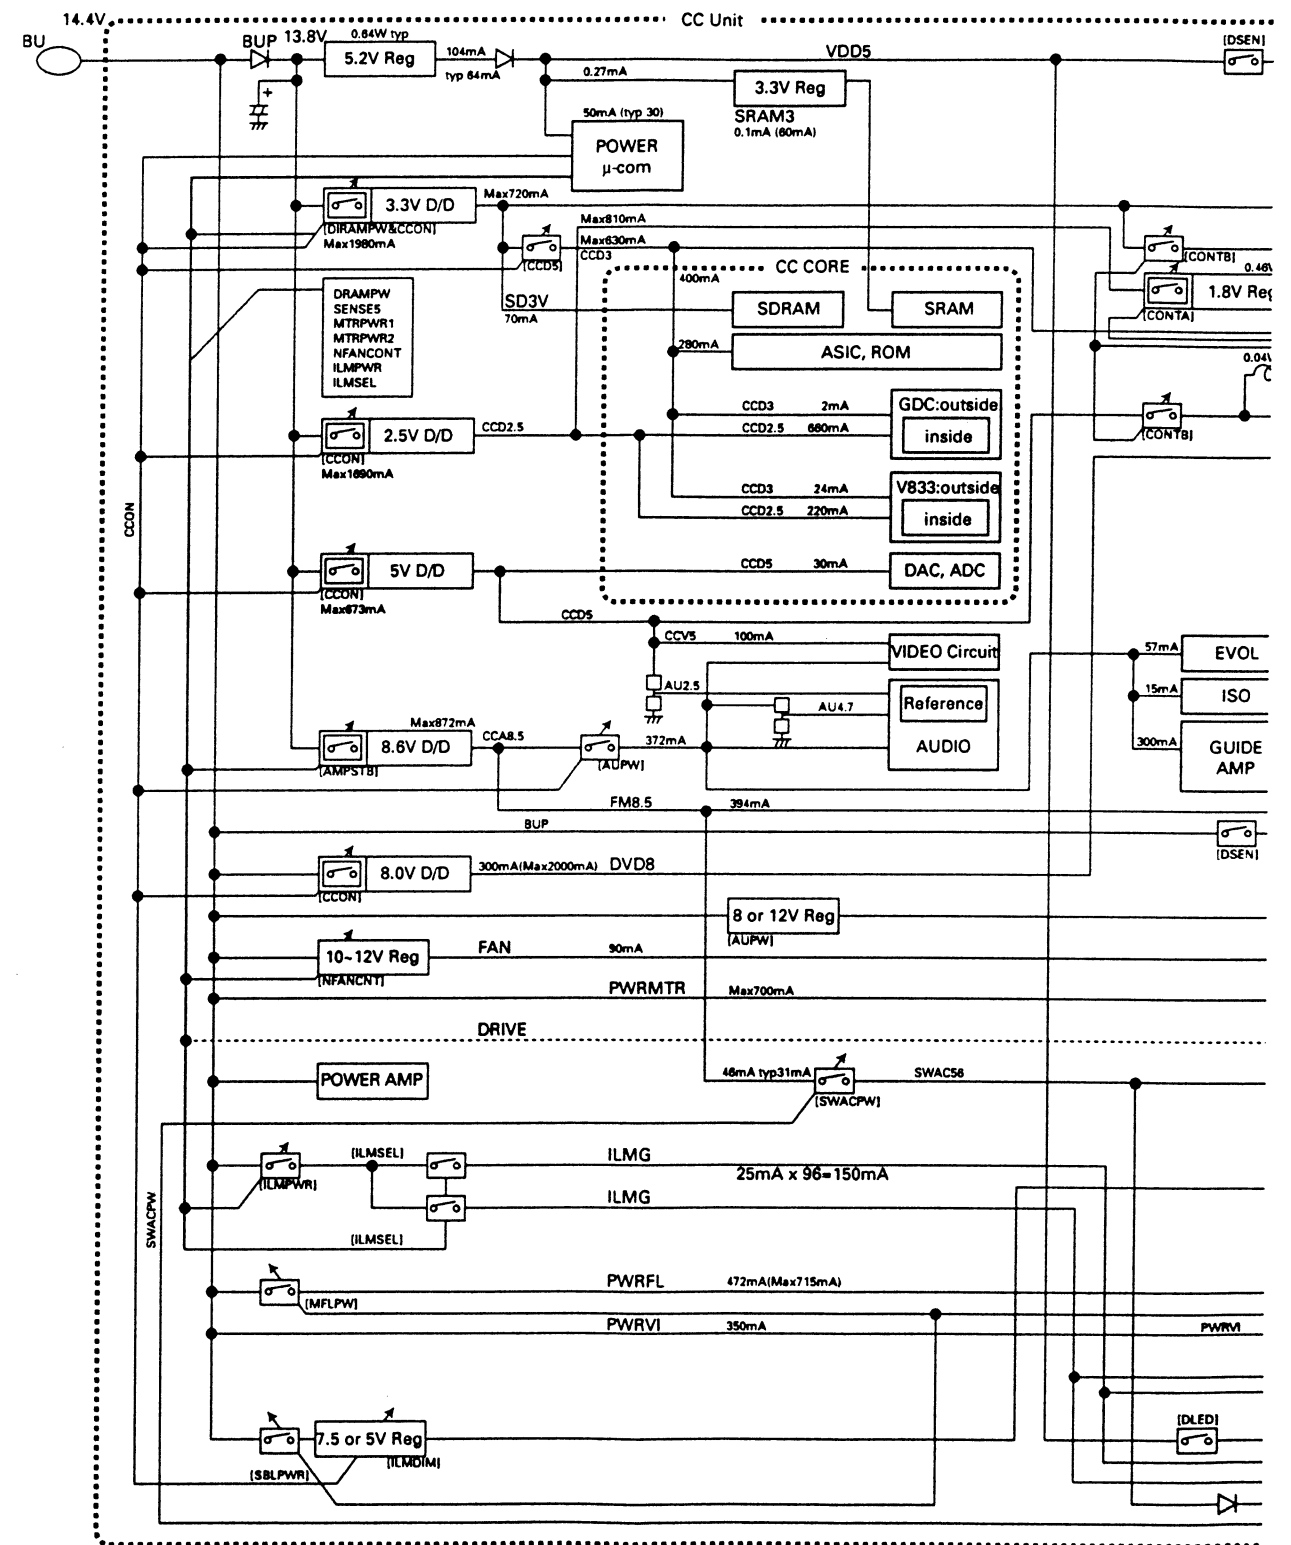 14.4V
CC Unit
BU
BUP
13.8V
0.64W typ
5.2V Reg
104mA
typ 64mA
VDD5
[DSEN]
+
0.27mA
3.3V Reg
SRAM3
0.1mA (60mA)
50mA (typ 30)
POWER
μ-com
3.3V D/D
Max720mA
[DIRAMPW&CCON]
Max1980mA
Max810mA
Max630mA
CCD3
[CCD5]
[CONTB]
CC CORE
400mA
0.46
1.8V Reg
[CONTA]
DRAMPW
SENSE5
MTRPWR1
MTRPWR2
NFANCONT
ILMPWR
ILMSEL
SD3V
70mA
SDRAM
SRAM
280mA
ASIC, ROM
0.04
CCD3
2mA
GDC:outside
CCD2.5
660mA
inside
2.5V D/D
CCD2.5
[CCON]
Max1690mA
[CONTB]
CCD3
24mA
V833:outside
CCD2.5
220mA
inside
CCON
5V D/D
[CCON]
Max673mA
CCD5
30mA
DAC, ADC
CCD5
CCV5
100mA
VIDEO Circuit
57mA
EVOL
AU2.5
AU4.7
Reference
AUDIO
15mA
ISO
Max872mA
8.6V D/D
CCA8.5
[AMPSTB]
[AUPW]
372mA
300mA
GUIDE
AMP
FM8.5
394mA
BUP
[DSEN]
8.0V D/D
300mA(Max2000mA)
DVD8
[CCON]
8 or 12V Reg
[AUPW]
10~12V Reg
FAN
90mA
[NFANCNT]
PWRMTR
Max700mA
DRIVE
POWER AMP
46mA typ31mA
SWAC56
[SWACPW]
[ILMSEL]
ILMG
25mA x 96=150mA
[ILMPWR]
ILMG
SWACPW
[ILMSEL]
PWRFL
472mA(Max715mA)
[MFLPW]
PWRVI
350mA
PWRVI
7.5 or 5V Reg
[ILMDIM]
[SBLPWR]
[DLED]